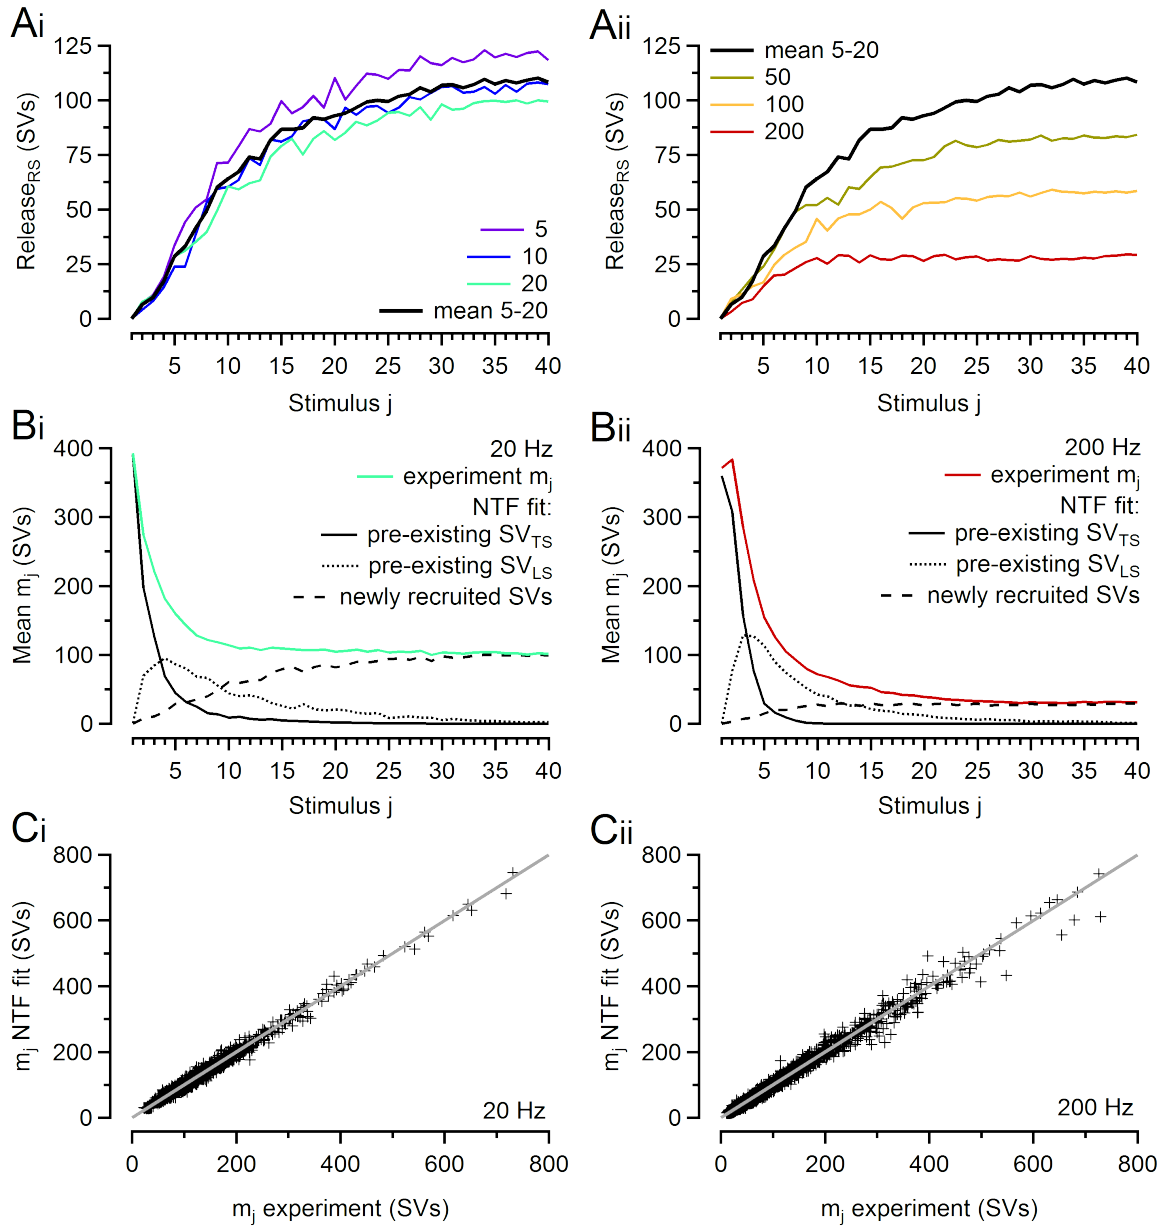 Ai
125
100
75
50
25
0
Release_RS (SVs)
5
10
20
mean 5-20
5 10 15 20 25 30 35 40
Stimulus j
Aii
125
100
75
50
25
0
Release_RS (SVs)
mean 5-20
50
100
200
5 10 15 20 25 30 35 40
Stimulus j
Bi
400
300
200
100
0
Mean m_j (SVs)
20 Hz
experiment m_j
NTF fit:
pre-existing SV_TS
pre-existing SV_LS
newly recruited SVs
5 10 15 20 25 30 35 40
Stimulus j
Bii
400
300
200
100
0
Mean m_j (SVs)
200 Hz
experiment m_j
NTF fit:
pre-existing SV_TS
pre-existing SV_LS
newly recruited SVs
5 10 15 20 25 30 35 40
Stimulus j
Ci
800
600
400
200
0
m_j NTF fit (SVs)
20 Hz
0 200 400 600 800
m_j experiment (SVs)
Cii
800
600
400
200
0
m_j NTF fit (SVs)
200 Hz
0 200 400 600 800
m_j experiment (SVs)